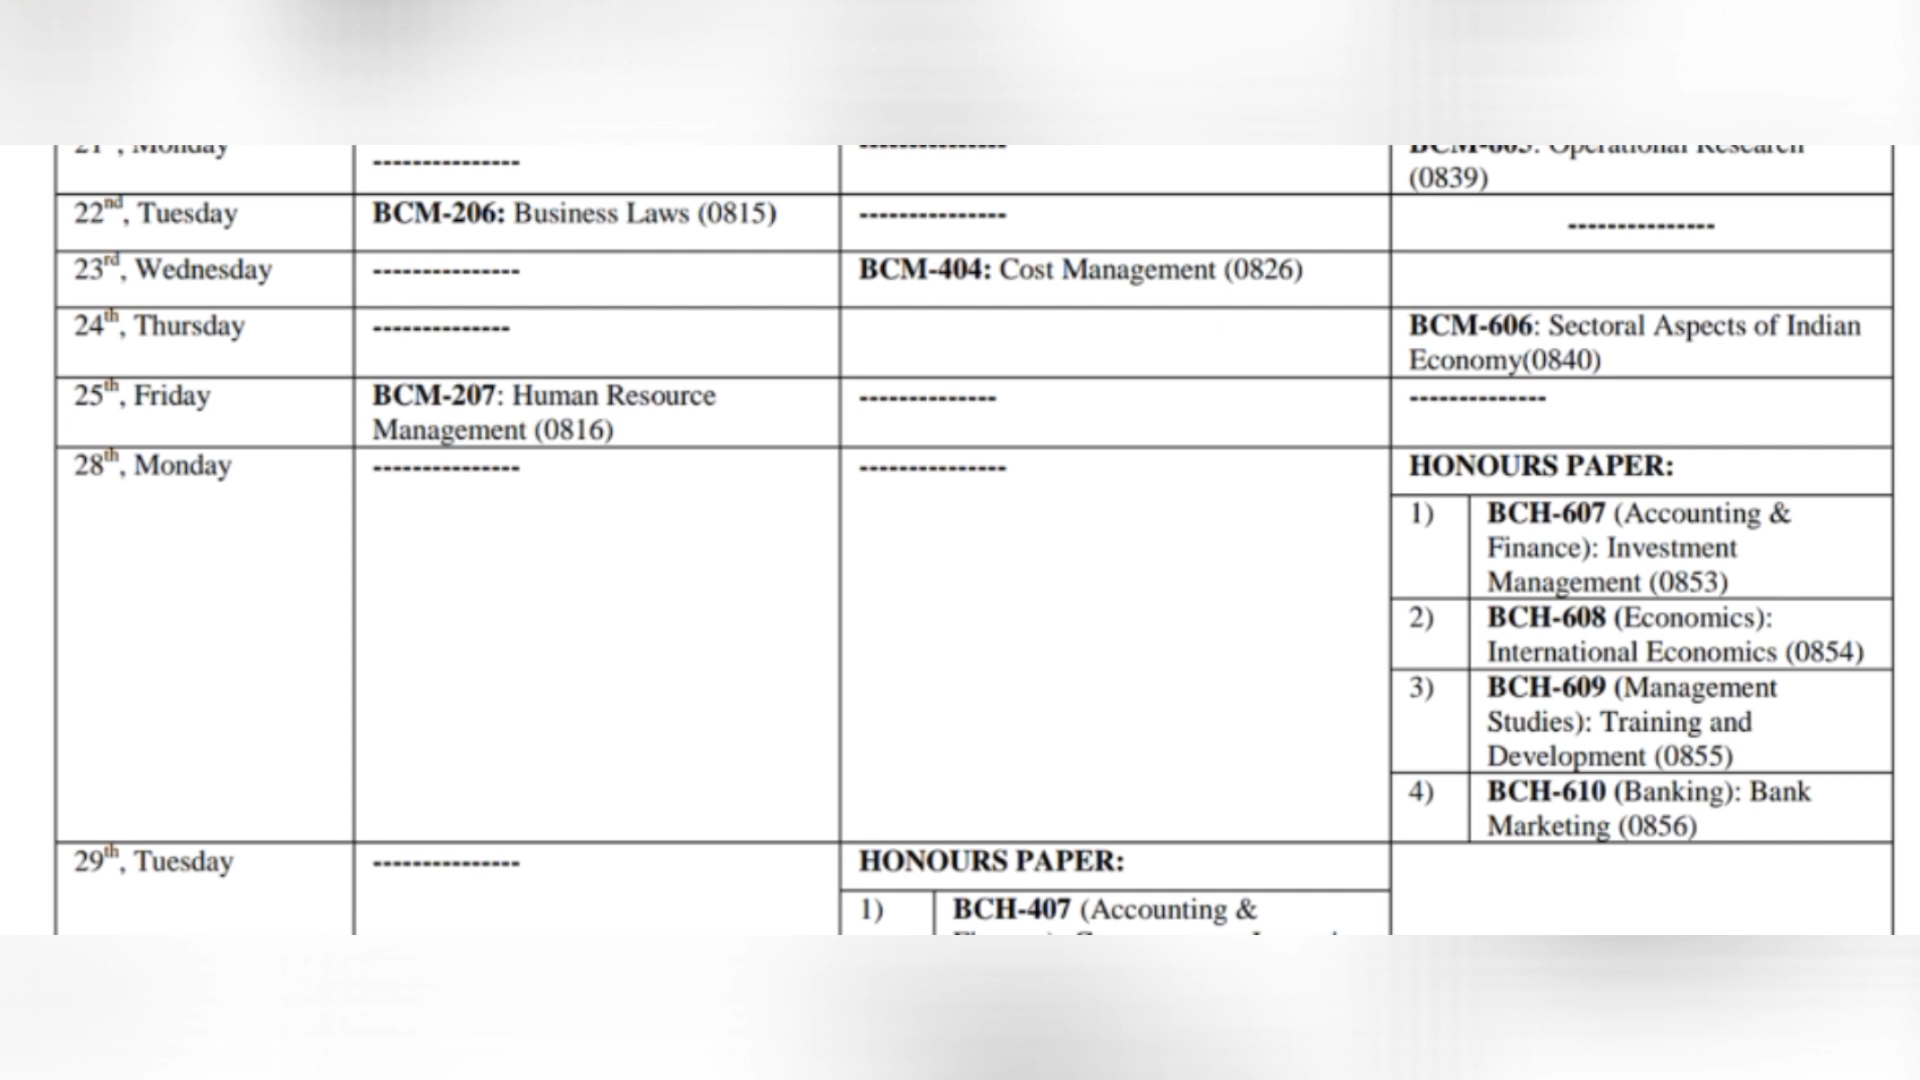 21st, Monday --------------- --------------- BCM-605: Operational Research
(0839)
22nd, Tuesday BCM-206: Business Laws (0815) --------------- ---------------
23rd, Wednesday --------------- BCM-404: Cost Management (0826)
24th, Thursday -------------- BCM-606: Sectoral Aspects of Indian
Economy(0840)
25th, Friday BCM-207: Human Resource -------------- --------------
Management (0816)
28th, Monday --------------- --------------- HONOURS PAPER:
1) BCH-607 (Accounting &
Finance): Investment
Management (0853)
2) BCH-608 (Economics):
International Economics (0854)
3) BCH-609 (Management
Studies): Training and
Development (0855)
4) BCH-610 (Banking): Bank
Marketing (0856)
29th, Tuesday --------------- HONOURS PAPER:
1) BCH-407 (Accounting &